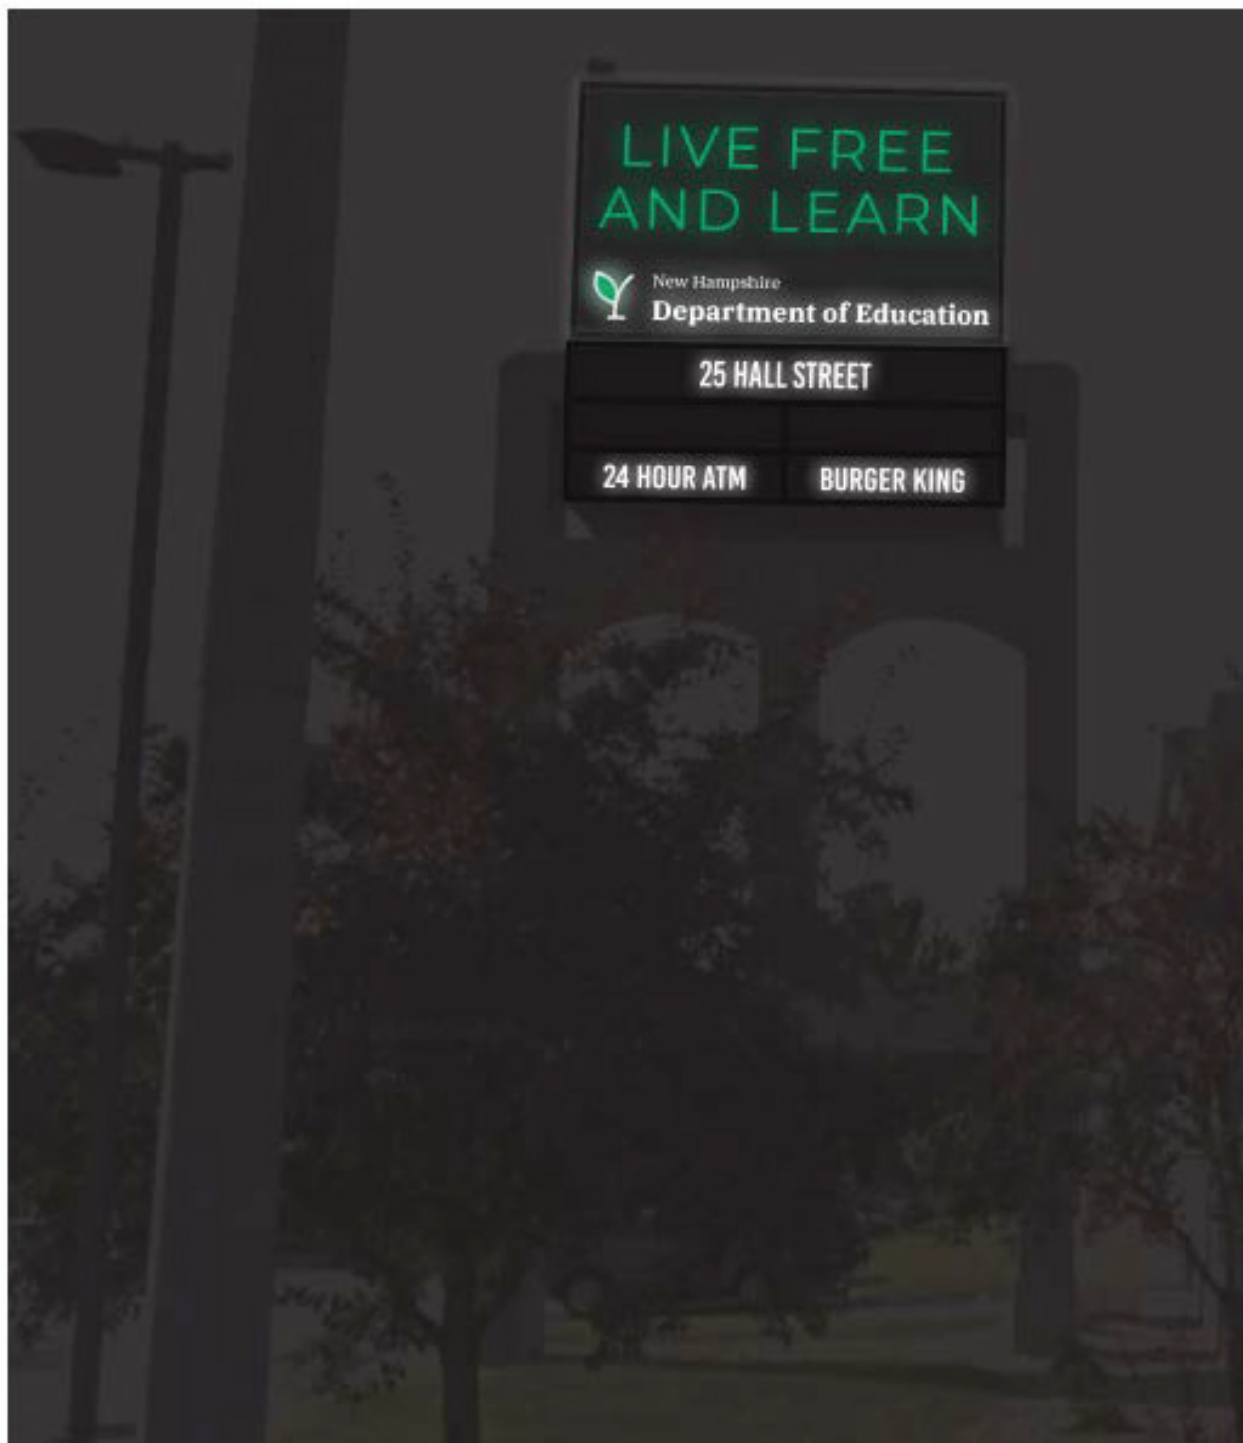 LIVE FREE
AND LEARN
New Hampshire
Department of Education
25 HALL STREET
24 HOUR ATM
BURGER KING